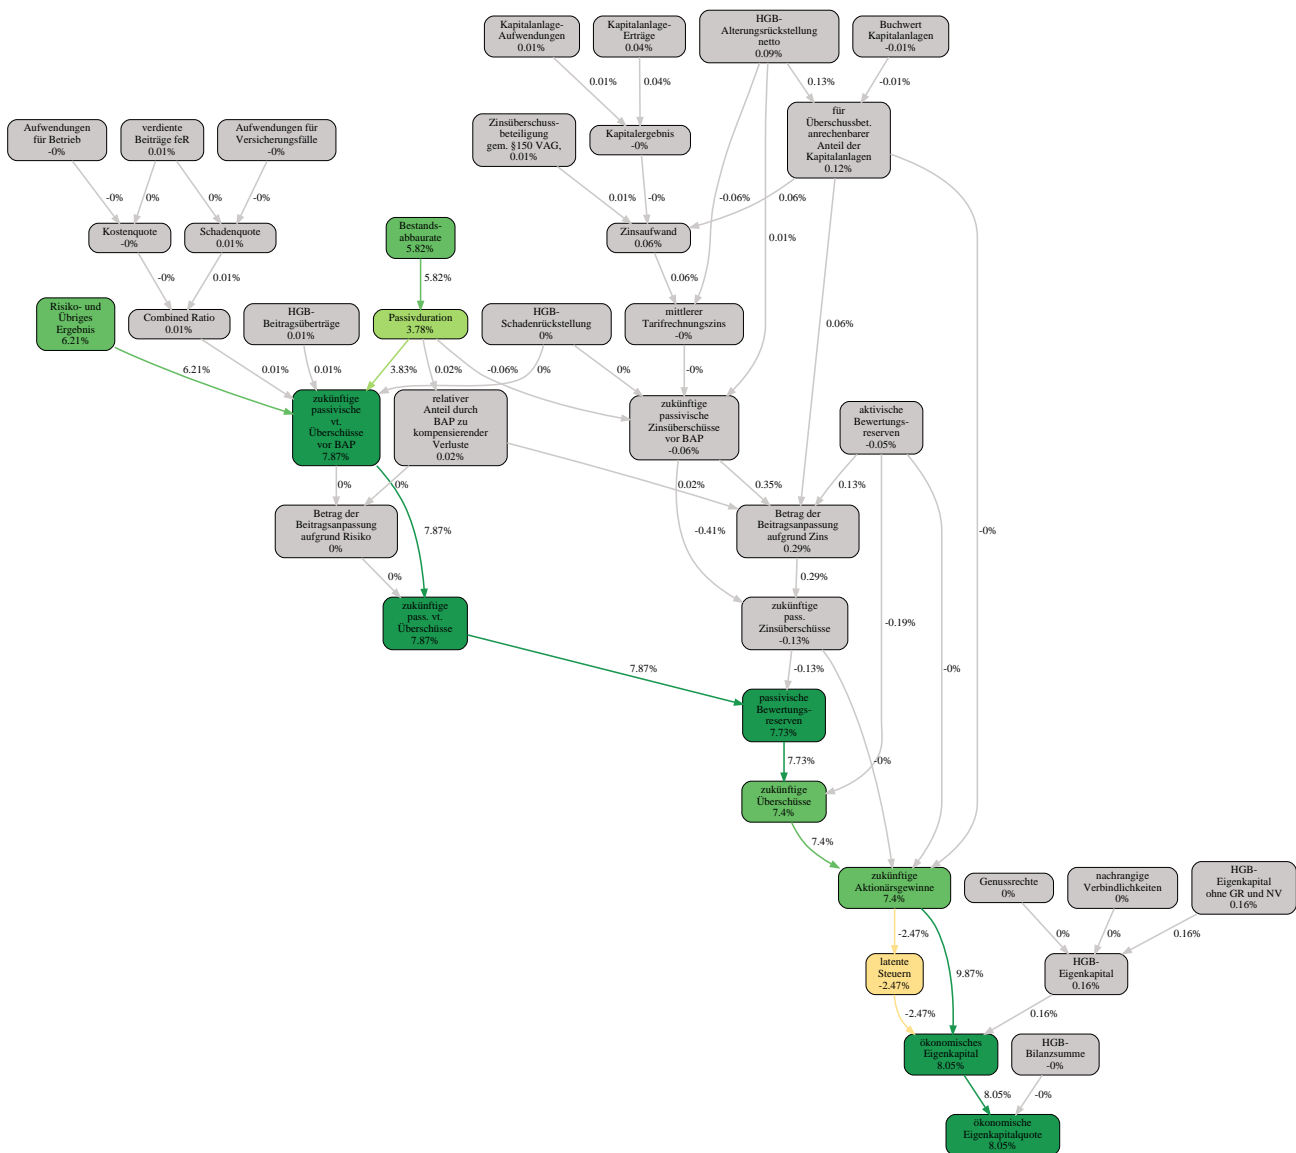 Kapitalanlage-
Aufwendungen
0.01%
Kapitalanlage-
Erträge
0.04%
HGB-
Alterungsrückstellung
netto
0.09%
Buchwert
Kapitalanlagen
-0.01%
0.01%
0.04%
0.13%
-0.01%
Aufwendungen
für Betrieb
-0%
verdiente
Beiträge feR
0.01%
Aufwendungen für
Versicherungsfälle
-0%
Zinsüberschuss-
beteiligung
gem. §150 VAG,
0.01%
Kapitalergebnis
-0%
für
Überschussbet.
anrechenbarer
Anteil der
Kapitalanlagen
0.12%
-0%
0%
0%
-0%
0.01%
-0%
-0.06%
0.06%
Kostenquote
-0%
Schadenquote
0.01%
Bestands-
abbaurate
5.82%
Zinsaufwand
0.06%
0.01%
-0%
0.01%
5.82%
0.06%
Risiko- und
Übriges
Ergebnis
6.21%
Combined Ratio
0.01%
HGB-
Beitragsüberträge
0.01%
Passivduration
3.78%
HGB-
Schadenrückstellung
0%
mittlerer
Tarifrechnungszins
-0%
0.06%
6.21%
0.01%
0.01%
3.83%
0.02%
-0.06%
0%
0%
-0%
zukünftige
passivische
vt.
Überschüsse
vor BAP
7.87%
relativer
Anteil durch
BAP zu
kompensierender
Verluste
0.02%
zukünftige
passivische
Zinsüberschüsse
vor BAP
-0.06%
aktivische
Bewertungs-
reserven
-0.05%
0%
0%
7.87%
0.02%
0.35%
0.13%
-0.41%
-0%
Betrag der
Beitragsanpassung
aufgrund Risiko
0%
Betrag der
Beitragsanpassung
aufgrund Zins
0.29%
0%
0.29%
zukünftige
pass. vt.
Überschüsse
7.87%
zukünftige
pass.
Zinsüberschüsse
-0.13%
-0.19%
7.87%
-0.13%
-0%
passivische
Bewertungs-
reserven
7.73%
7.73%
-0%
zukünftige
Überschüsse
7.4%
7.4%
zukünftige
Aktionärsgewinne
7.4%
Genussrechte
0%
nachrangige
Verbindlichkeiten
0%
HGB-
Eigenkapital
ohne GR und NV
0.16%
-2.47%
9.87%
0%
0%
0.16%
latente
Steuern
-2.47%
HGB-
Eigenkapital
0.16%
-2.47%
0.16%
ökonomisches
Eigenkapital
8.05%
HGB-
Bilanzsumme
-0%
8.05%
-0%
ökonomische
Eigenkapitalquote
8.05%